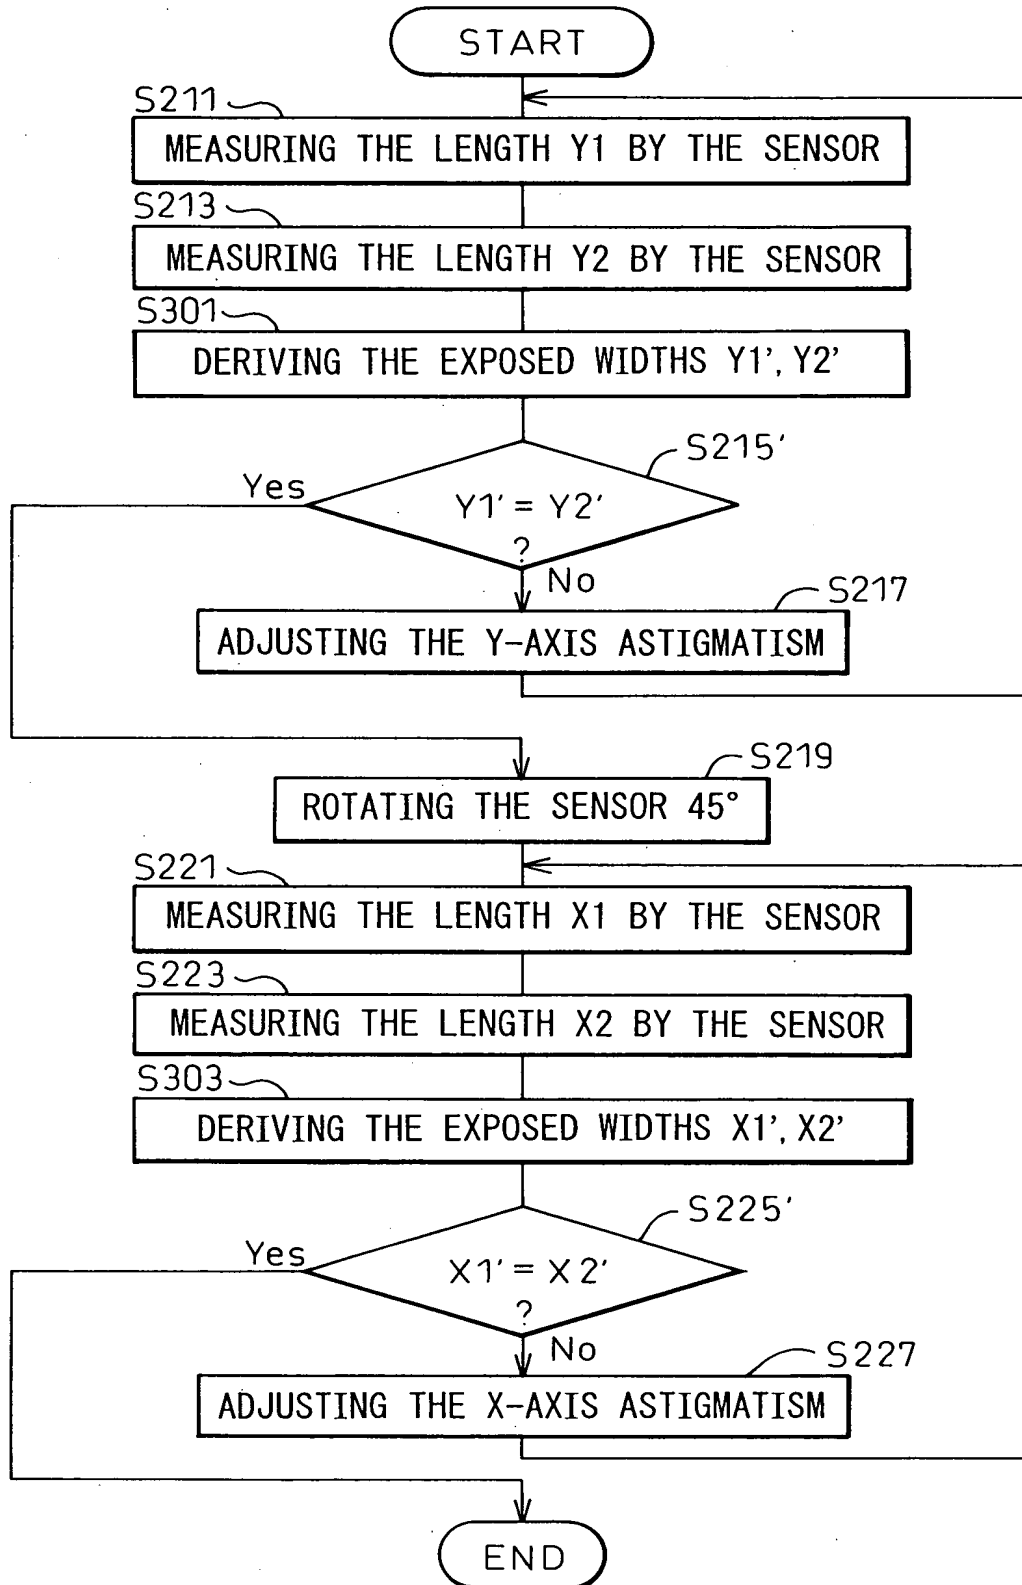 START
S211
MEASURING THE LENGTH Y1 BY THE SENSOR
S213
MEASURING THE LENGTH Y2 BY THE SENSOR
S301
DERIVING THE EXPOSED WIDTHS Y1', Y2'
S215'
Yes
Y1' = Y2'
?
No
S217
ADJUSTING THE Y-AXIS ASTIGMATISM
S219
ROTATING THE SENSOR 45°
S221
MEASURING THE LENGTH X1 BY THE SENSOR
S223
MEASURING THE LENGTH X2 BY THE SENSOR
S303
DERIVING THE EXPOSED WIDTHS X1', X2'
S225'
Yes
X1' = X2'
?
No
S227
ADJUSTING THE X-AXIS ASTIGMATISM
END